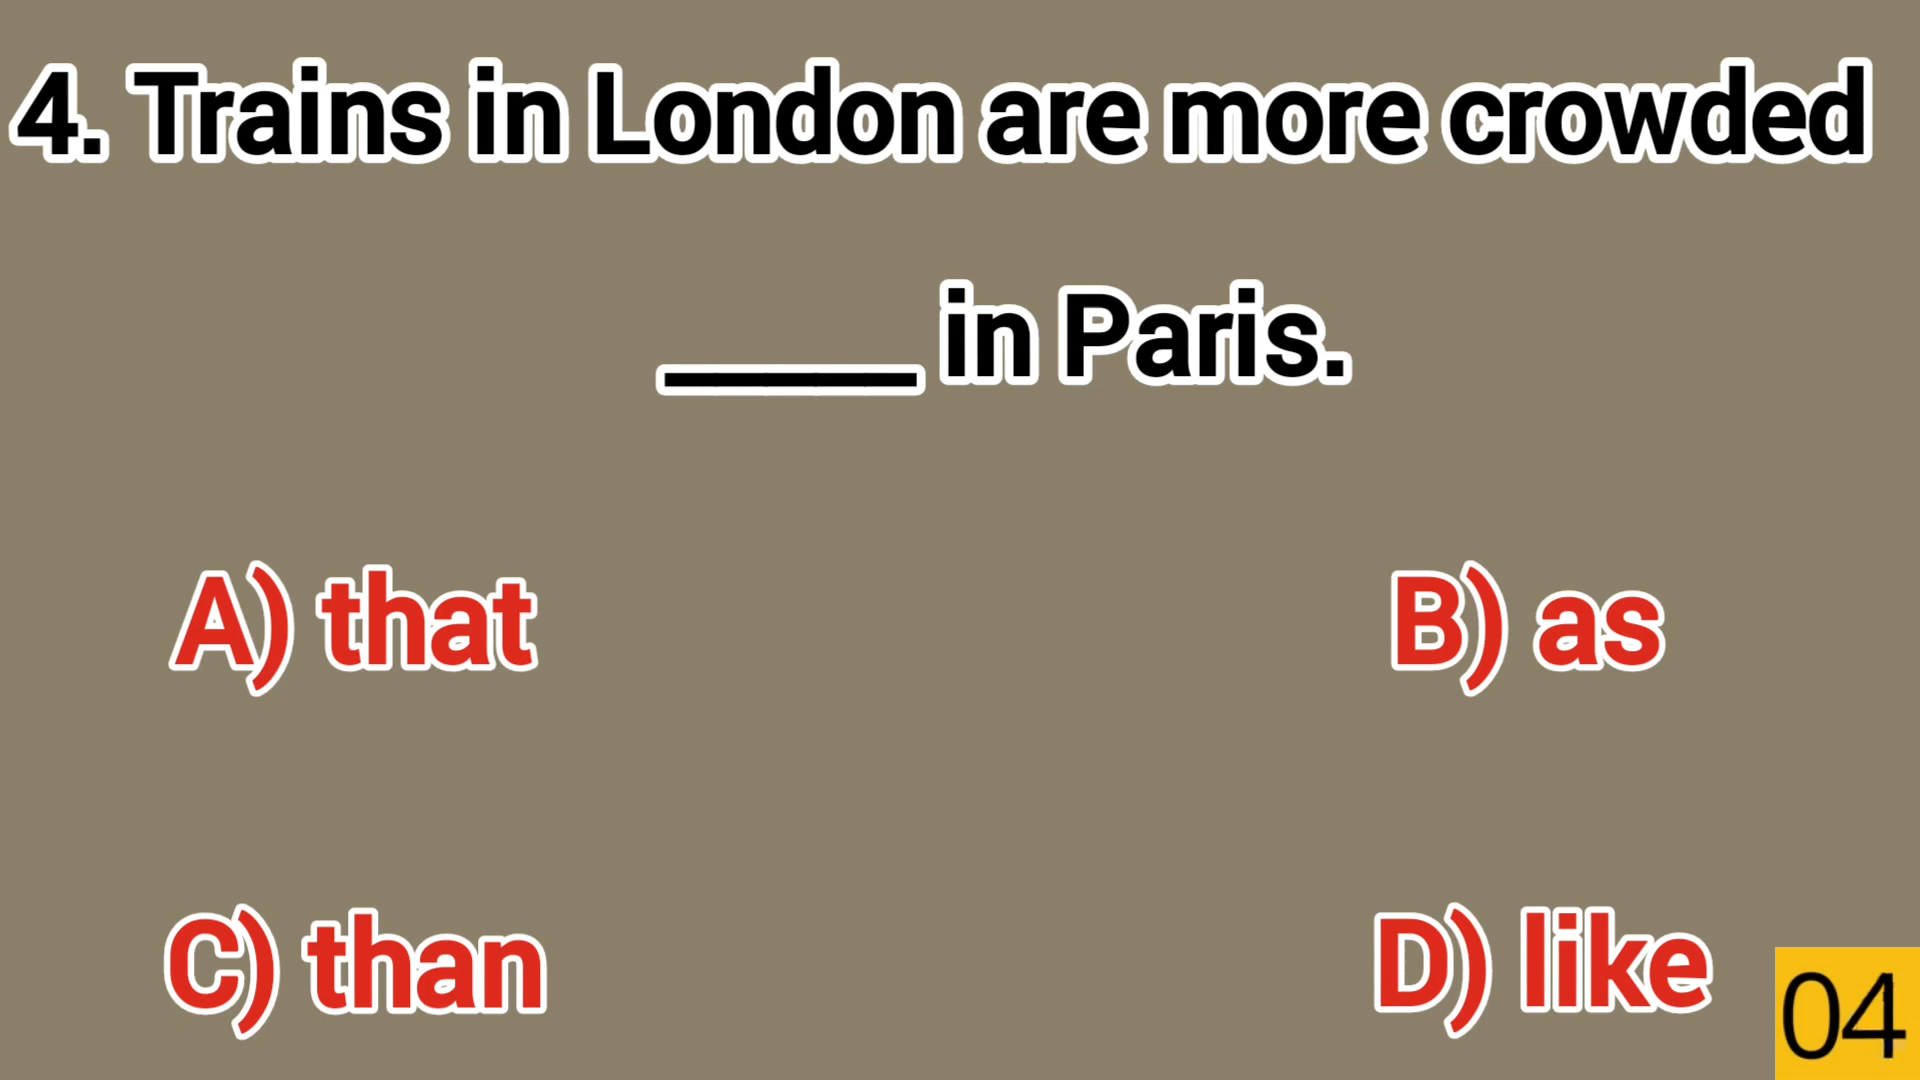 4. Trains in London are more crowded
_____ in Paris.
A) that
B) as
C) than
D) like
04